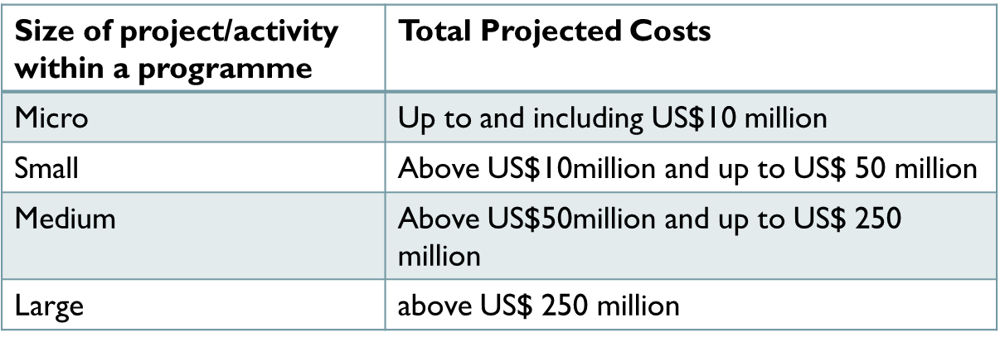 Size of project/activity
within a programme
Total Projected Costs
Micro
Up to and including US$10 million
Small
Above US$10million and up to US$ 50 million
Medium
Above US$50million and up to US$ 250
million
Large
above US$ 250 million